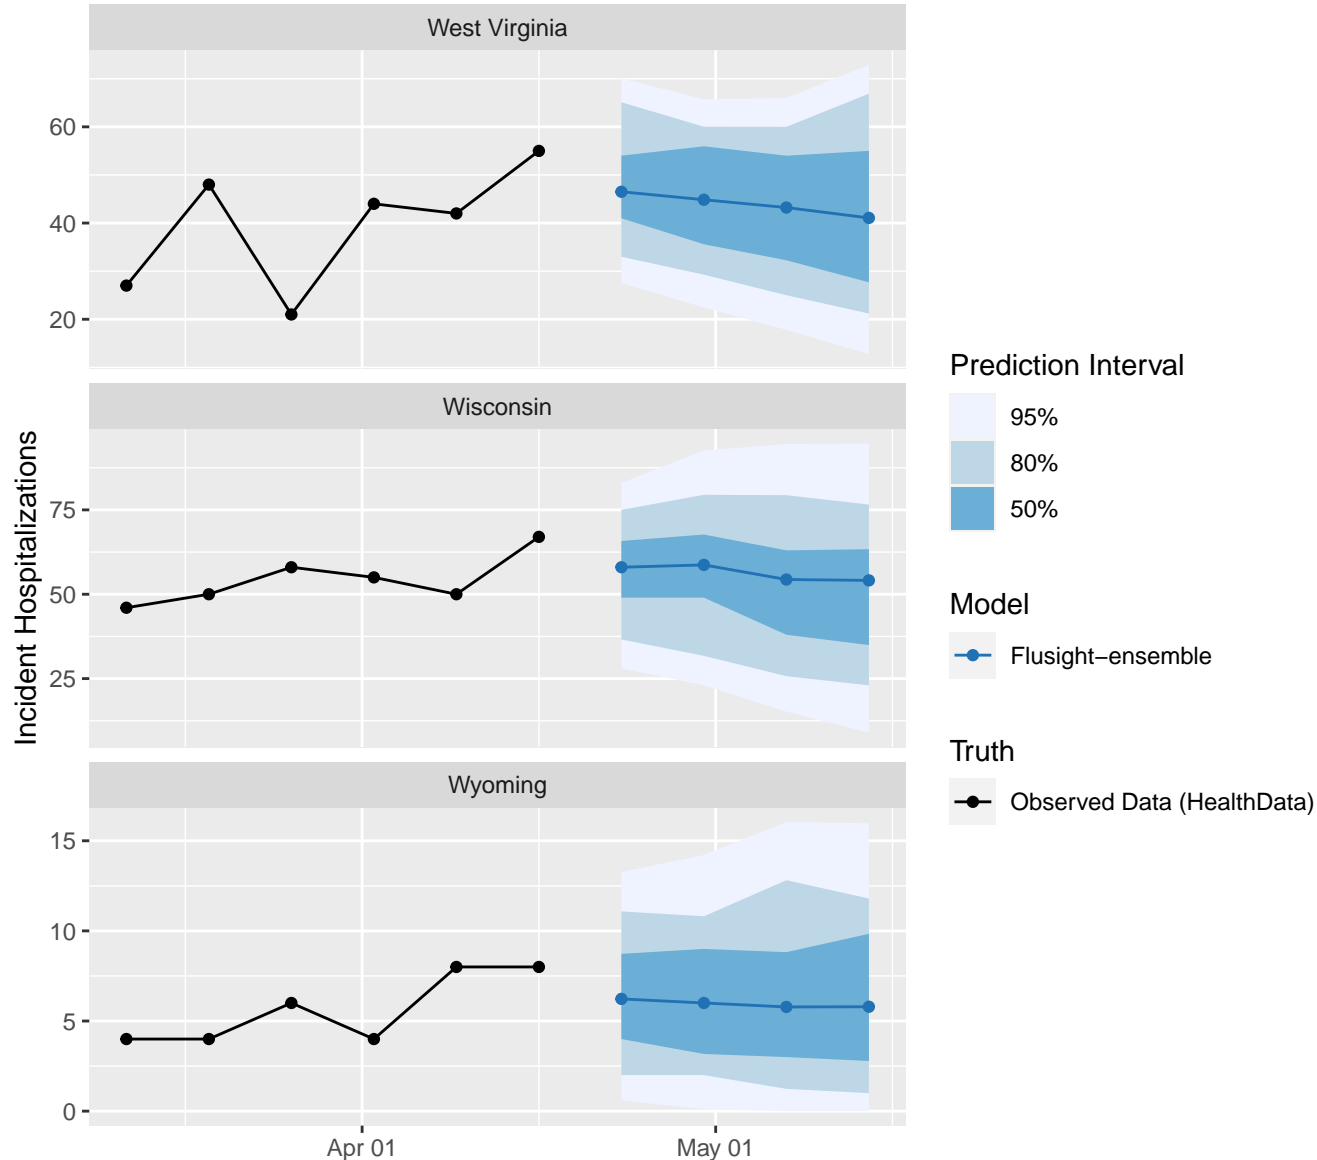 West Virginia
60
40
20
Wisconsin
75
50
25
Wyoming
15
10
5
0
Apr 01
May 01
Incident Hospitalizations
Prediction Interval
95%
80%
50%
Model
Flusight−ensemble
Truth
Observed Data (HealthData)